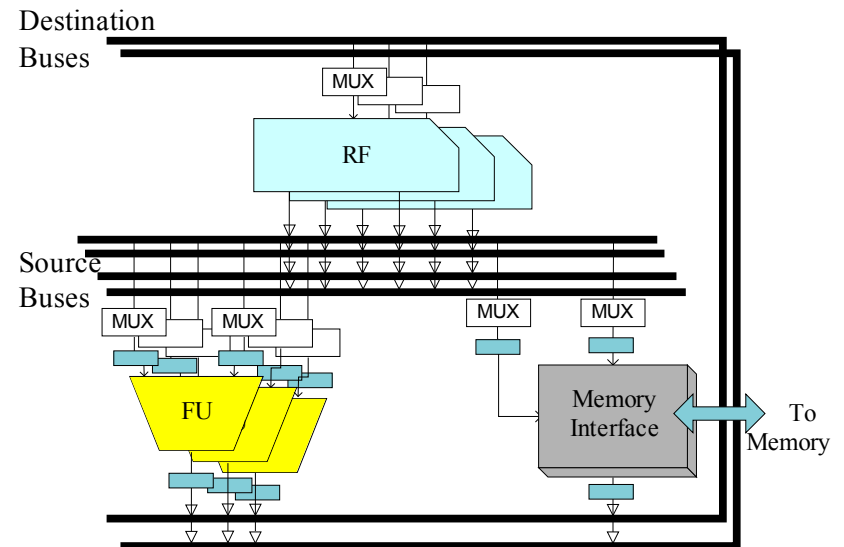 Destination
Buses
MUX
RF
Source
Buses
MUX
MUX
MUX
MUX
FU
Memory
Interface
To
Memory